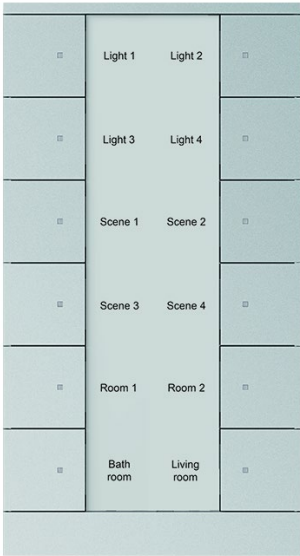 Light 1 Light 2
Light 3 Light 4
Scene 1 Scene 2
Scene 3 Scene 4
Room 1 Room 2
Bath Living
room room